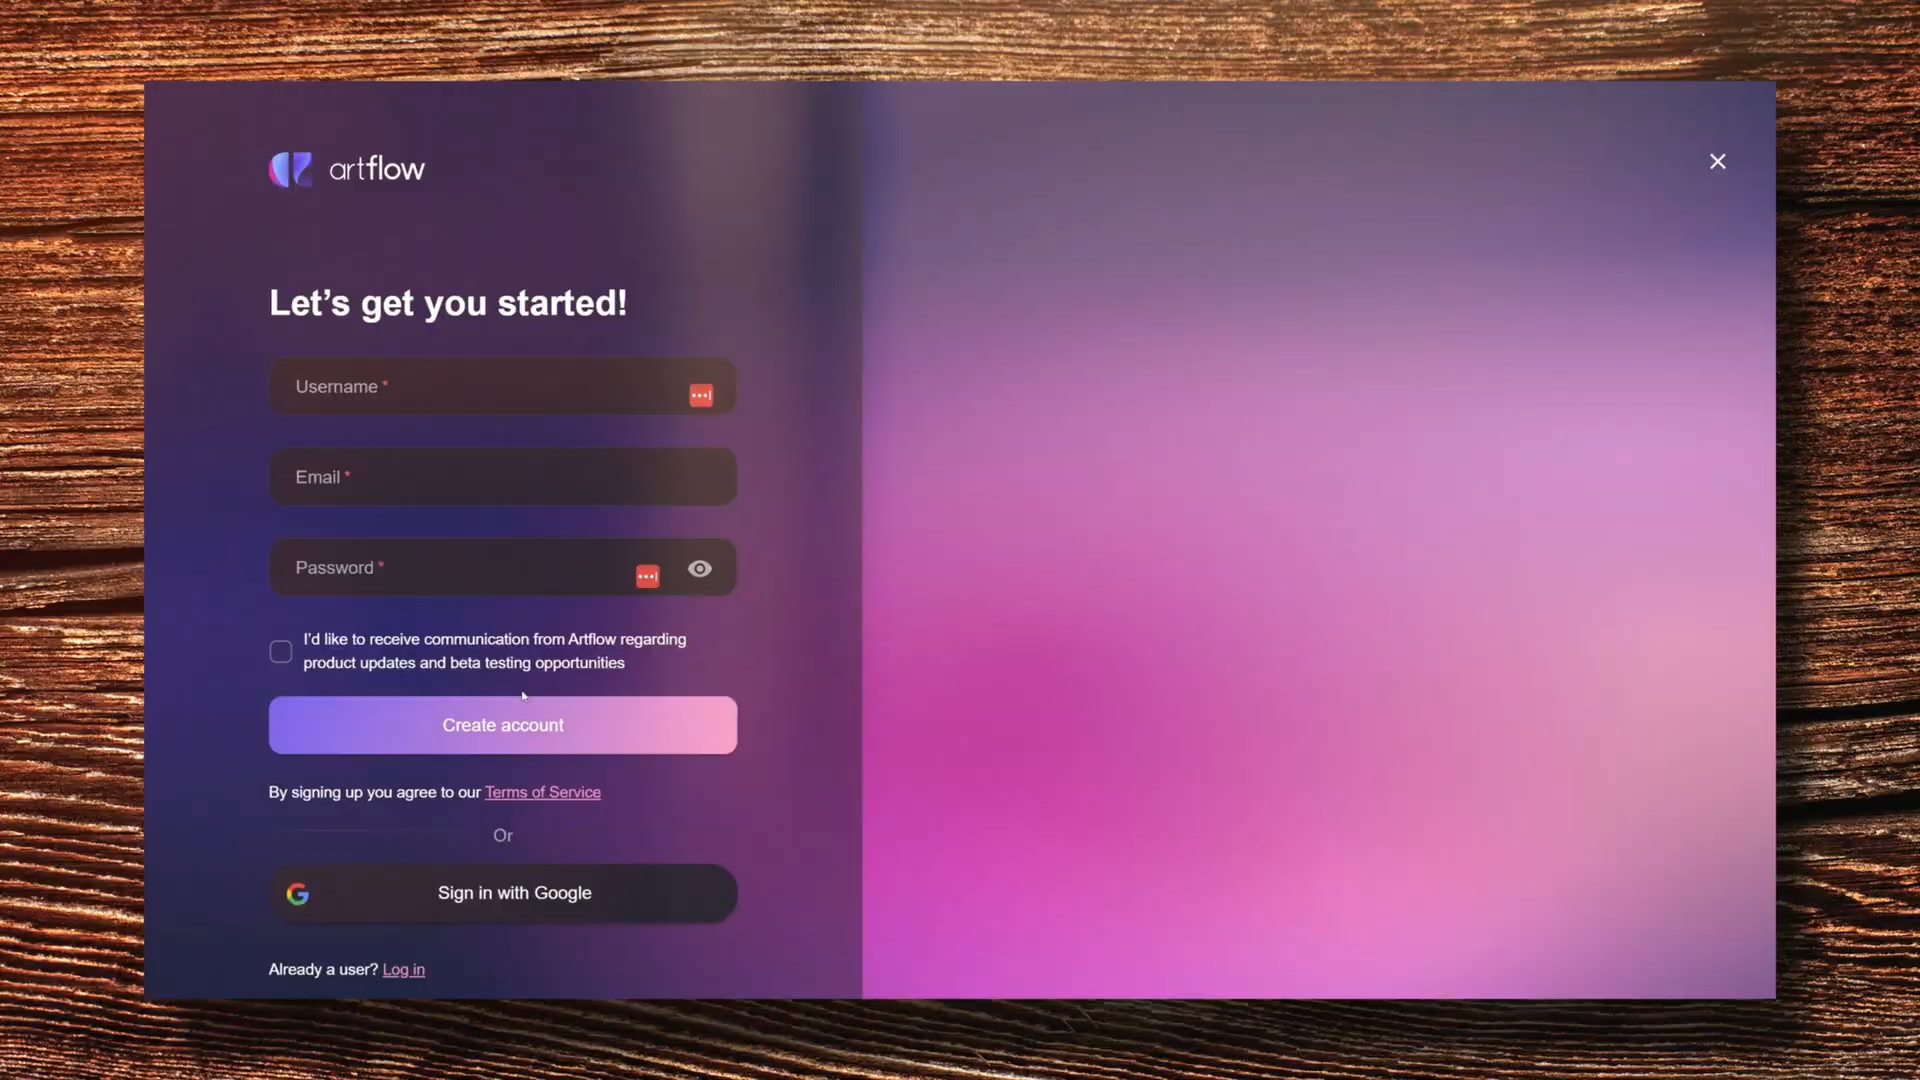 artflow
Let’s get you started!
Username *
Email *
Password *
I’d like to receive communication from Artflow regarding
product updates and beta testing opportunities
Create account
By signing up you agree to our Terms of Service
Or
Sign in with Google
Already a user? Log in